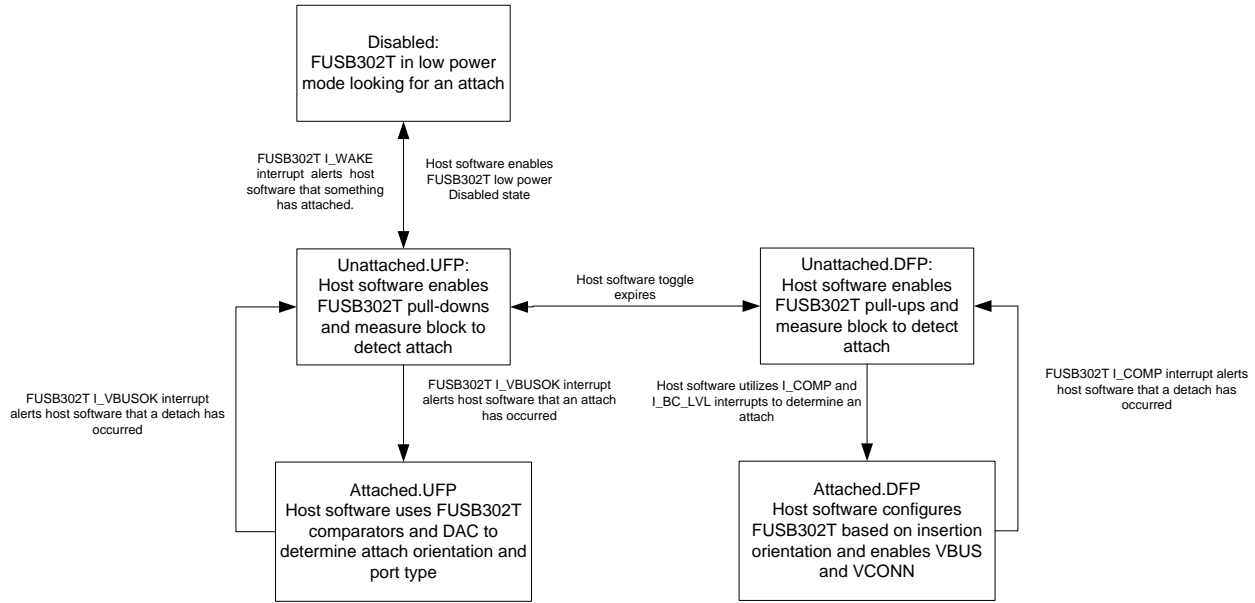 Disabled:
FUSB302T in low power
mode looking for an attach
FUSB302T I_WAKE
interrupt alerts host
software that something
has attached.
Host software enables
FUSB302T low power
Disabled state
Unattached.UFP:
Host software enables
FUSB302T pull-downs
and measure block to
detect attach
Host software toggle
expires
Unattached.DFP:
Host software enables
FUSB302T pull-ups and
measure block to detect
attach
FUSB302T I_VBUSOK interrupt
alerts host software that a detach has
occurred
FUSB302T I_VBUSOK interrupt
alerts host software that an attach
has occurred
Host software utilizes I_COMP and
I_BC_LVL interrupts to determine an
attach
FUSB302T I_COMP interrupt alerts
host software that a detach has
occurred
Attached.UFP
Host software uses FUSB302T
comparators and DAC to
determine attach orientation and
port type
Attached.DFP
Host software configures
FUSB302T based on insertion
orientation and enables VBUS
and VCONN